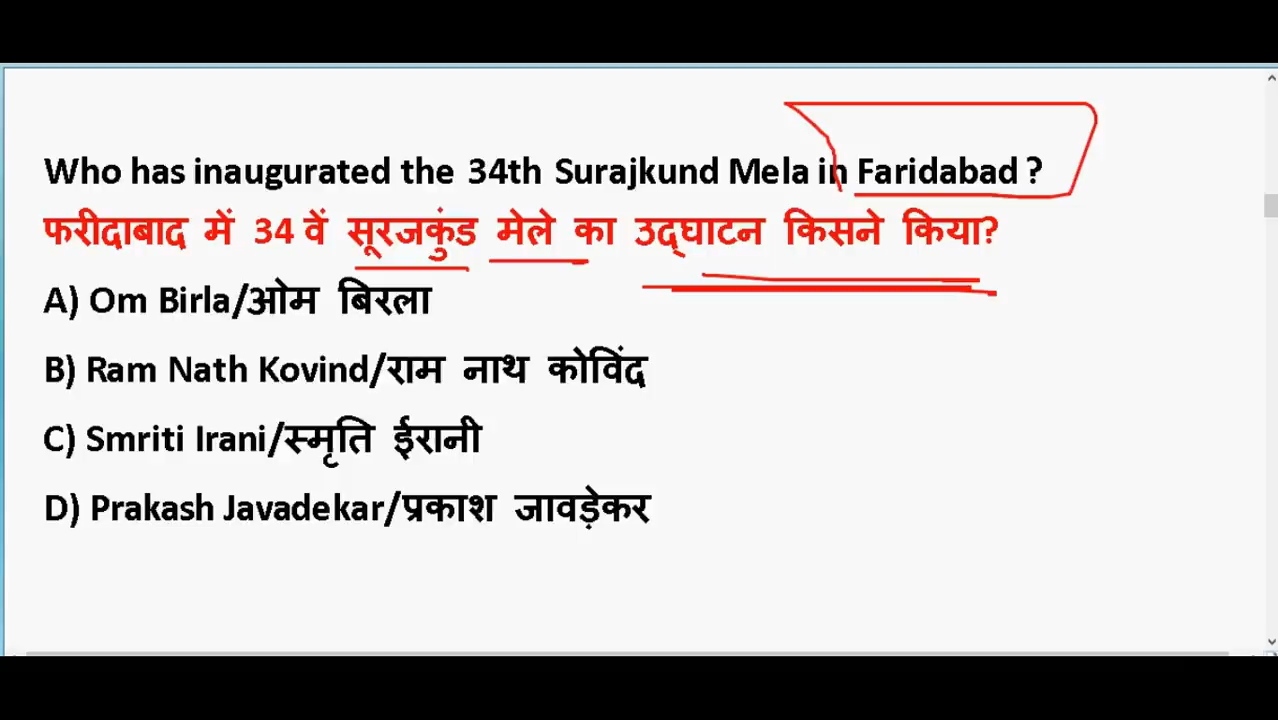 Who has inaugurated the 34th Surajkund Mela in Faridabad ?
फरीदाबाद में 34 वें सूरजकुंड मेले का उद्घाटन किसने किया?
A) Om Birla/ओम बिरला
B) Ram Nath Kovind/राम नाथ कोविंद
C) Smriti Irani/स्मृति ईरानी
D) Prakash Javadekar/प्रकाश जावड़ेकर